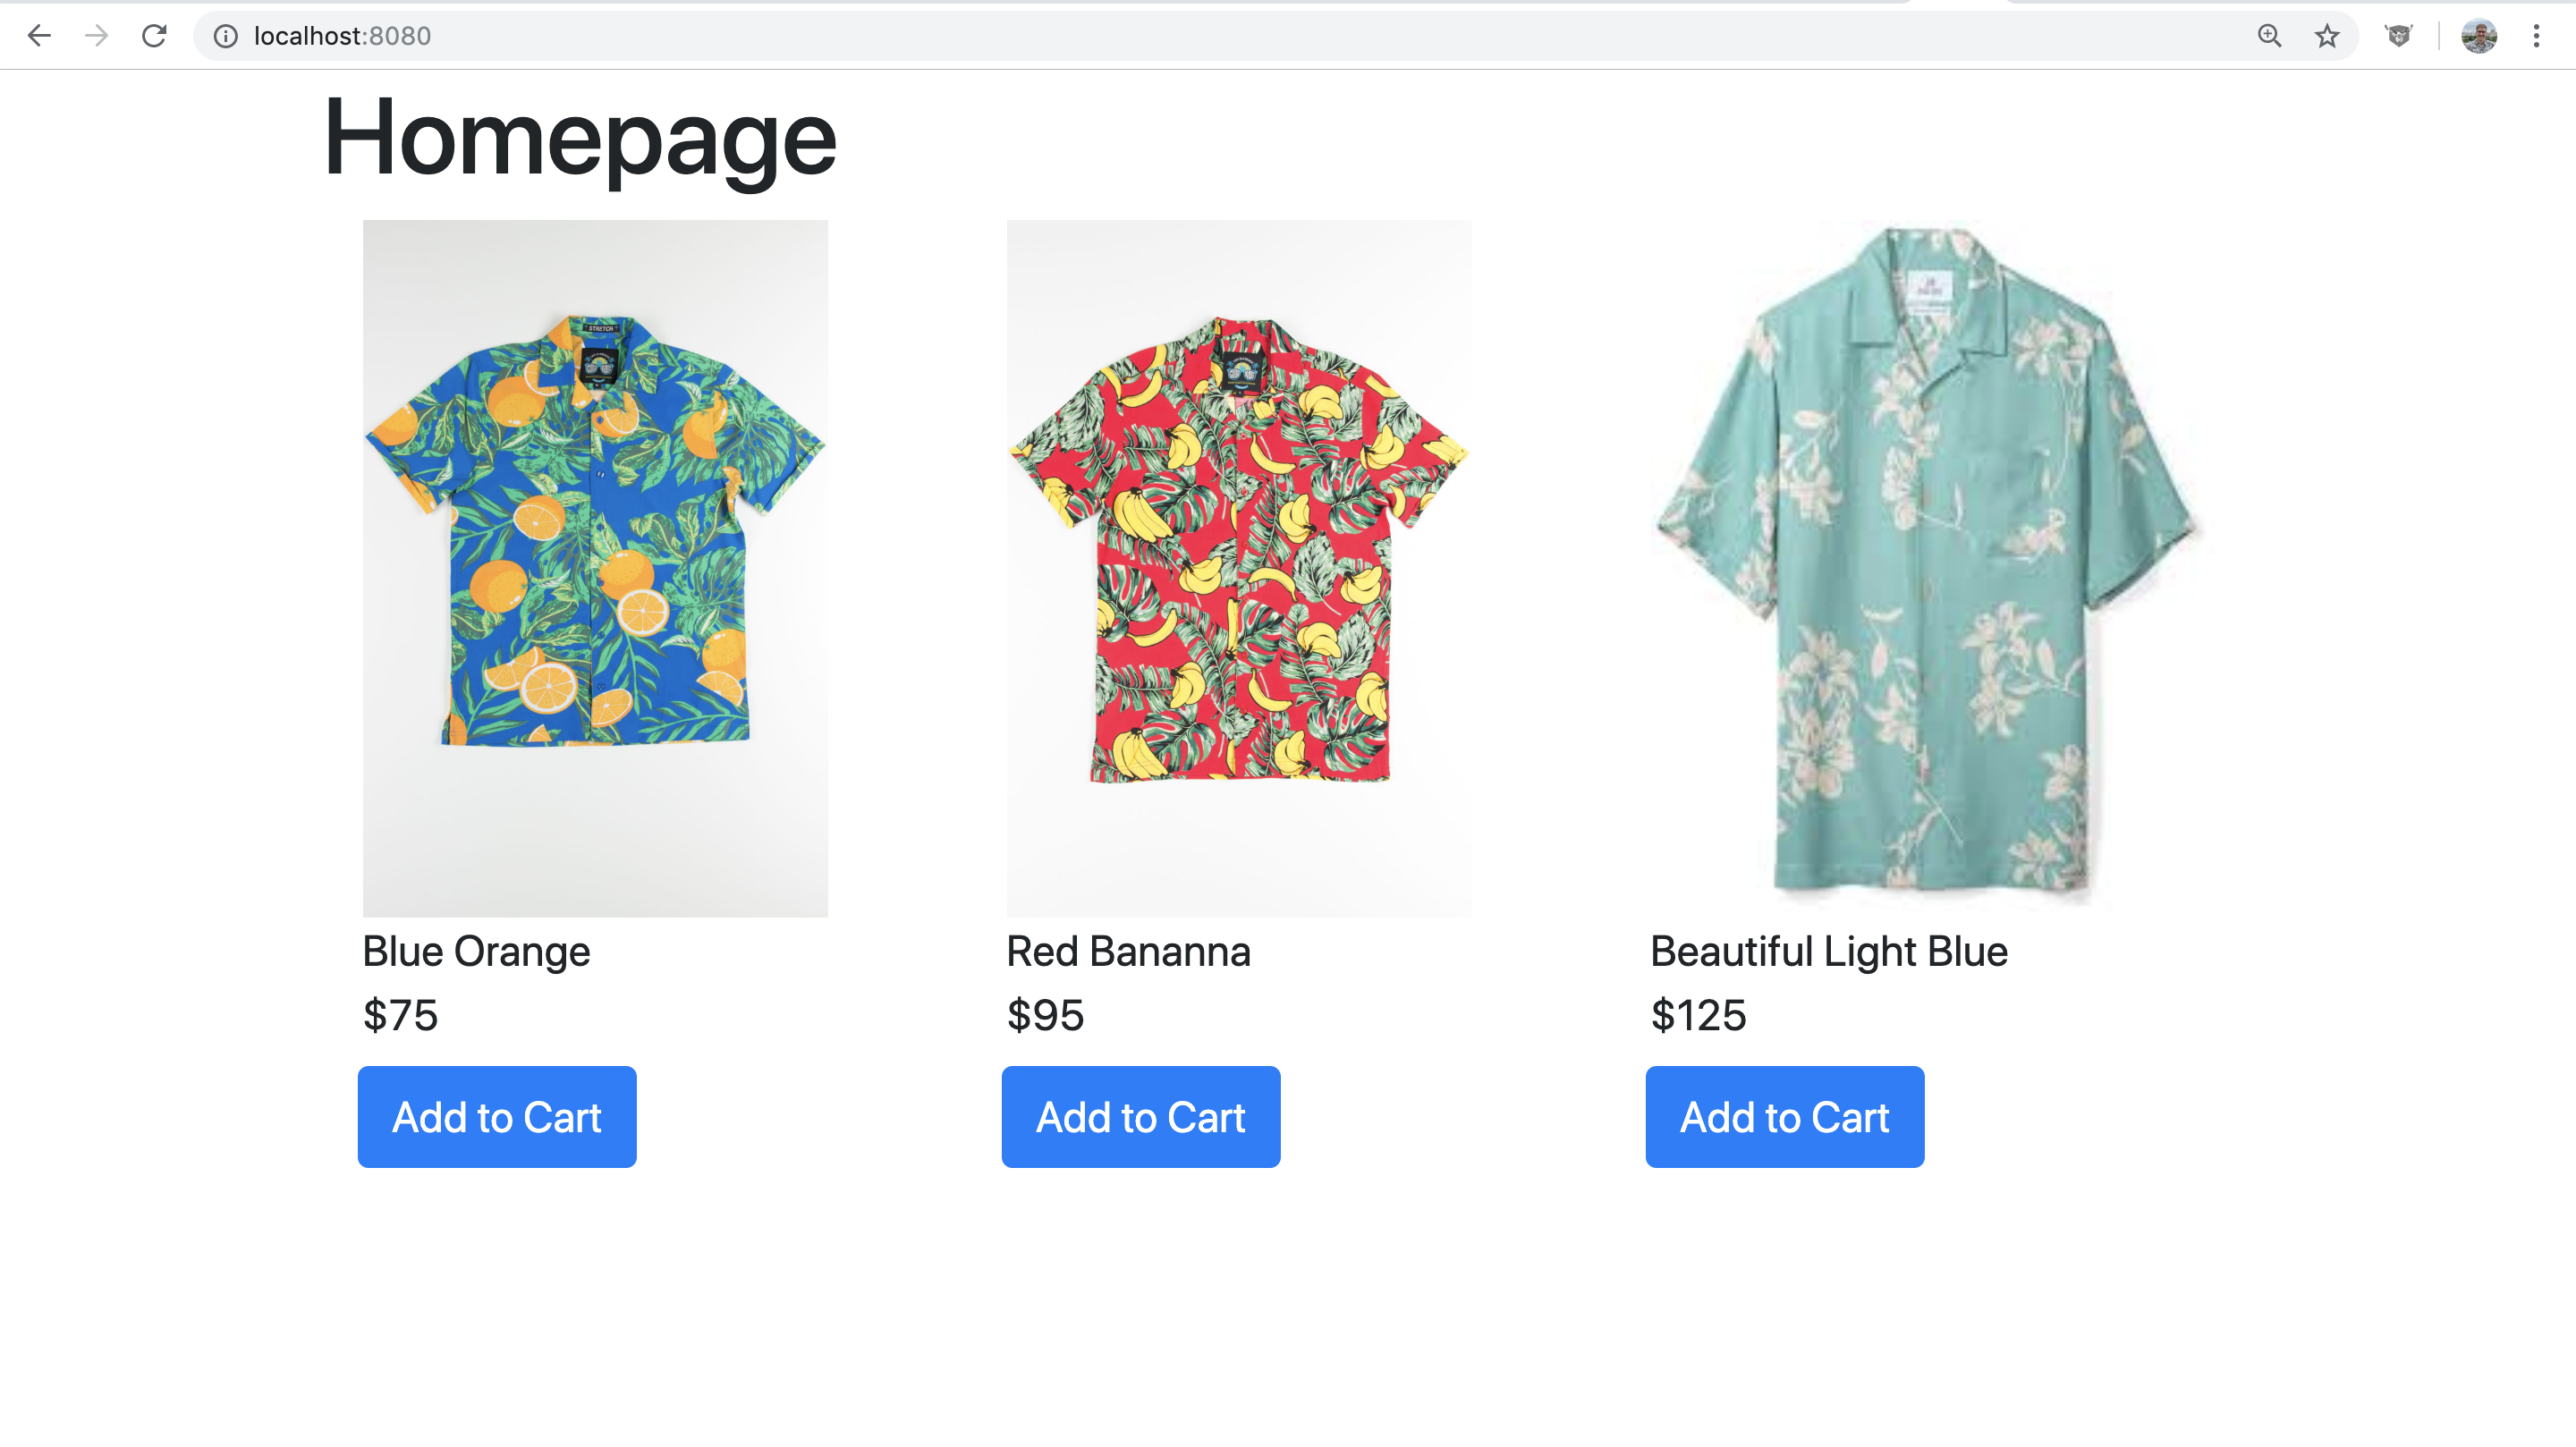 localhost:8080
Homepage
STRETCH
Blue Orange
Red Bananna
Beautiful Light Blue
$75
$95
$125
Add to Cart
Add to Cart
Add to Cart